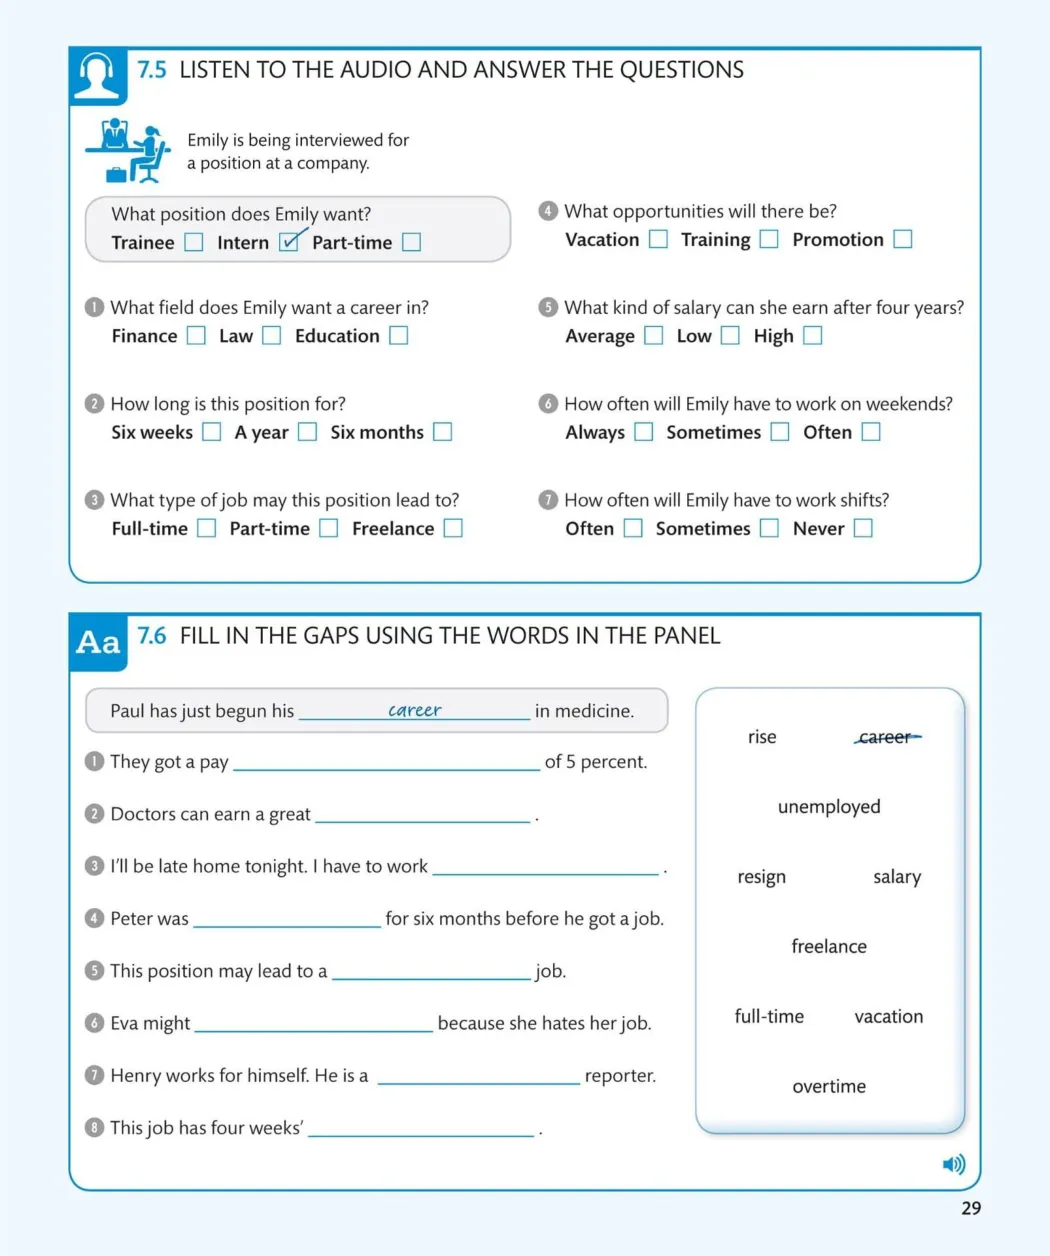 7.5 LISTEN TO THE AUDIO AND ANSWER THE QUESTIONS
Emily is being interviewed for
a position at a company.
What position does Emily want?
Trainee Intern Part-time
1 What field does Emily want a career in?
Finance Law Education
2 How long is this position for?
Six weeks A year Six months
3 What type of job may this position lead to?
Full-time Part-time Freelance
4 What opportunities will there be?
Vacation Training Promotion
5 What kind of salary can she earn after four years?
Average Low High
6 How often will Emily have to work on weekends?
Always Sometimes Often
7 How often will Emily have to work shifts?
Often Sometimes Never
Aa 7.6 FILL IN THE GAPS USING THE WORDS IN THE PANEL
Paul has just begun his career in medicine.
1 They got a pay of 5 percent.
2 Doctors can earn a great .
3 I'll be late home tonight. I have to work .
4 Peter was for six months before he got a job.
5 This position may lead to a job.
6 Eva might because she hates her job.
7 Henry works for himself. He is a reporter.
8 This job has four weeks' .
rise career
unemployed
resign salary
freelance
full-time vacation
overtime
29